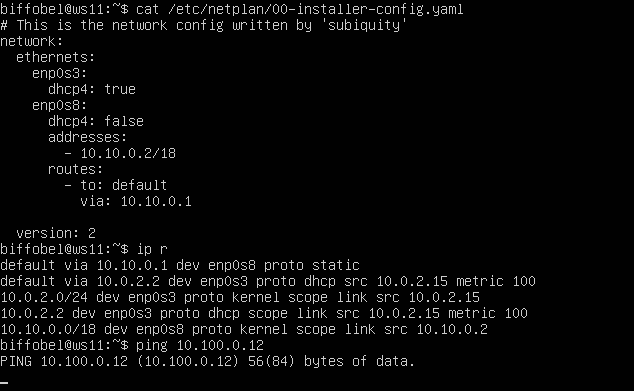 biffobel@ws11:~$ cat /etc/netplan/00-installer-config.yaml
# This is the network config written by 'subiquity'
network:
  ethernets:
    enp0s3:
      dhcp4: true
    enp0s8:
      dhcp4: false
      addresses:
        - 10.10.0.2/18
      routes:
        - to: default
          via: 10.10.0.1

  version: 2
biffobel@ws11:~$ ip r
default via 10.10.0.1 dev enp0s8 proto static
default via 10.0.2.2 dev enp0s3 proto dhcp src 10.0.2.15 metric 100
10.0.2.0/24 dev enp0s3 proto kernel scope link src 10.0.2.15
10.0.2.2 dev enp0s3 proto dhcp scope link src 10.0.2.15 metric 100
10.10.0.0/18 dev enp0s8 proto kernel scope link src 10.10.0.2
biffobel@ws11:~$ ping 10.100.0.12
PING 10.100.0.12 (10.100.0.12) 56(84) bytes of data.